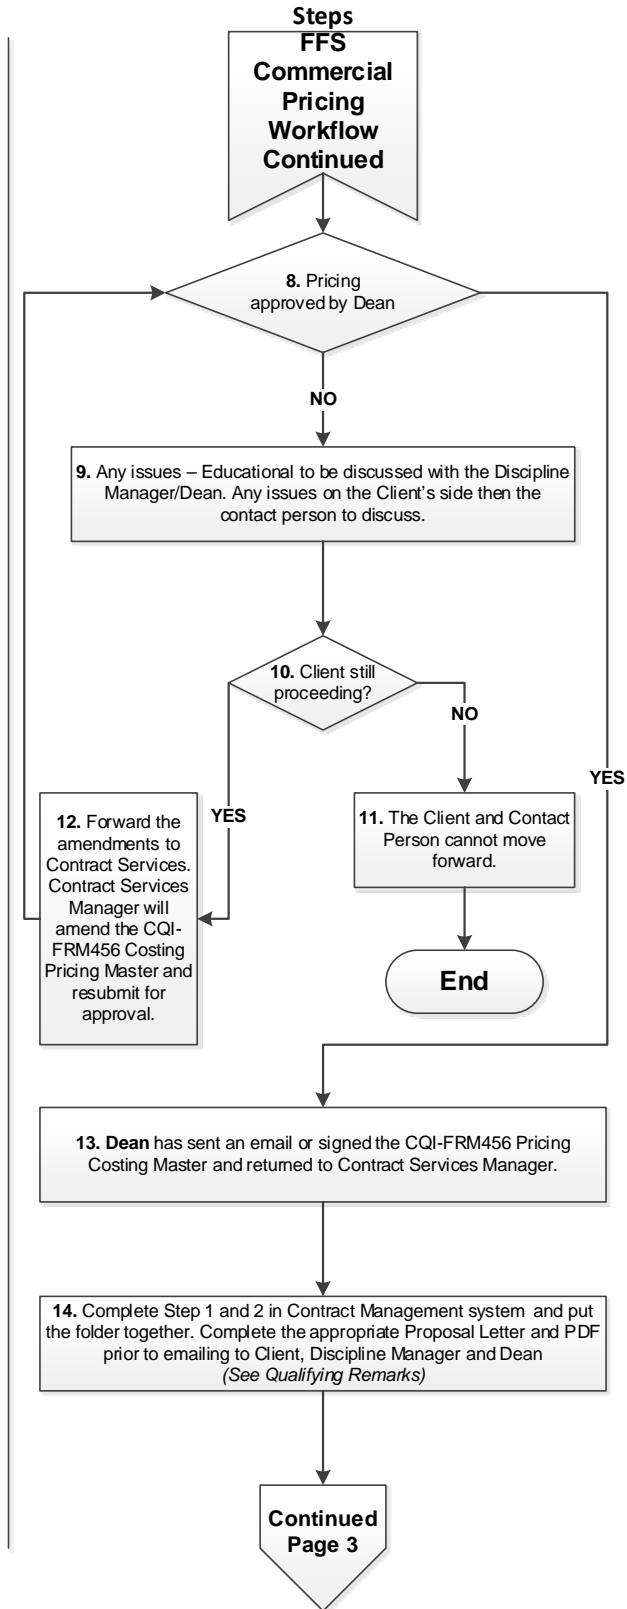 Steps
FFS
Commercial
Pricing
Workflow
Continued
8. Pricing
approved by Dean
NO
9. Any issues – Educational to be discussed with the Discipline
Manager/Dean. Any issues on the Client's side then the
contact person to discuss.
10. Client still
proceeding?
NO
YES
YES
12. Forward the
amendments to
Contract Services.
Contract Services
Manager will
amend the CQI-
FRM456 Costing
Pricing Master and
resubmit for
approval.
11. The Client and Contact
Person cannot move
forward.
End
13. Dean has sent an email or signed the CQI-FRM456 Pricing
Costing Master and returned to Contract Services Manager.
14. Complete Step 1 and 2 in Contract Management system and put
the folder together. Complete the appropriate Proposal Letter and PDF
prior to emailing to Client, Discipline Manager and Dean
(See Qualifying Remarks)
Continued
Page 3